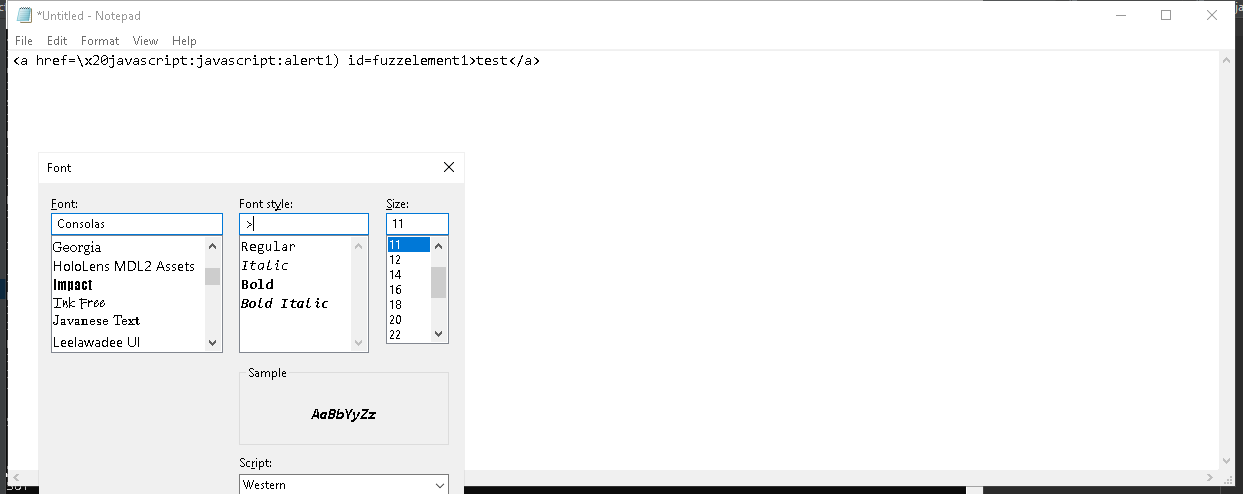 *Untitled - Notepad
File Edit Format View Help
<a href=\x20javascript:javascript:alert1) id=fuzzelement1>test</a>
Font
Font: Font style: Size:
Consolas > 11
Georgia Regular 11
HoloLens MDL2 Assets Italic 12
Impact Bold 14
Ink Free Bold Italic 16
Javanese Text 18
Leelawadee UI 20
22
Sample
AaBbYyZz
Script:
Western